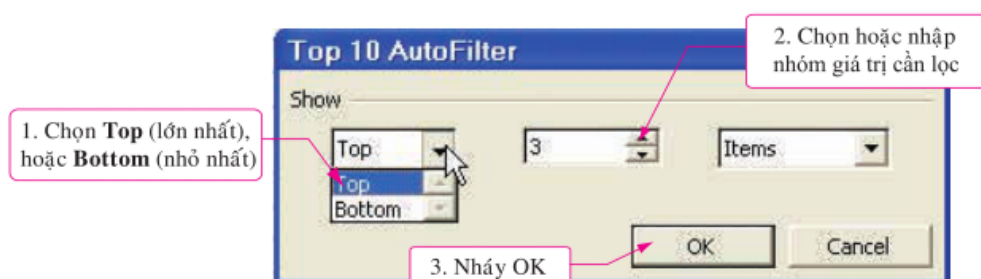 Top 10 AutoFilter
2. Chọn hoặc nhập
nhóm giá trị cần lọc
Show
1. Chọn Top (lớn nhất),
hoặc Bottom (nhỏ nhất)
Top
3
Items
Top
Bottom
OK
Cancel
3. Nháy OK